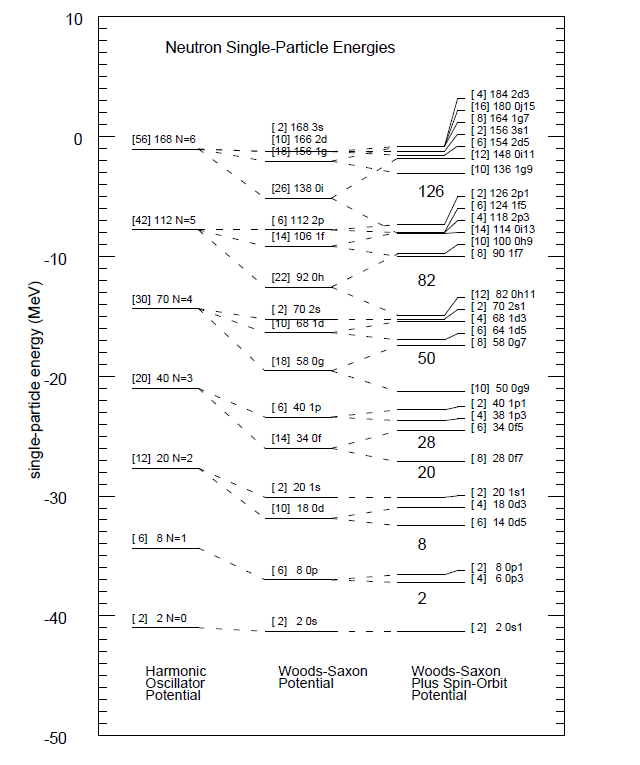 Neutron Single-Particle Energies
single-particle energy (MeV)
10
0
-10
-20
-30
-40
-50
[56] 168 N=6
[42] 112 N=5
[30] 70 N=4
[20] 40 N=3
[12] 20 N=2
[ 6] 8 N=1
[ 2] 2 N=0
[ 2] 168 3s
[10] 166 2d
[18] 156 1g
[26] 138 0i
[ 6] 112 2p
[14] 106 1f
[22] 92 0h
[ 2] 70 2s
[10] 68 1d
[18] 58 0g
[ 6] 40 1p
[14] 34 0f
[ 2] 20 1s
[10] 18 0d
[ 6] 8 0p
[ 2] 2 0s
[ 4] 184 2d3
[16] 180 0j15
[ 8] 164 1g7
[ 2] 156 3s1
[ 6] 154 2d5
[12] 148 0i11
[10] 136 1g9
126
[ 2] 126 2p1
[ 6] 124 1f5
[ 4] 118 2p3
[14] 114 0i13
[10] 100 0h9
[ 8] 90 1f7
82
[12] 82 0h11
[ 2] 70 2s1
[ 4] 68 1d3
[ 6] 64 1d5
[ 8] 58 0g7
50
[10] 50 0g9
[ 2] 40 1p1
[ 4] 38 1p3
[ 6] 34 0f5
28
[ 8] 28 0f7
20
[ 2] 20 1s1
[ 4] 18 0d3
[ 6] 14 0d5
8
[ 2] 8 0p1
[ 4] 6 0p3
2
[ 2] 2 0s1
Harmonic
Oscillator
Potential
Woods-Saxon
Potential
Woods-Saxon
Plus Spin-Orbit
Potential